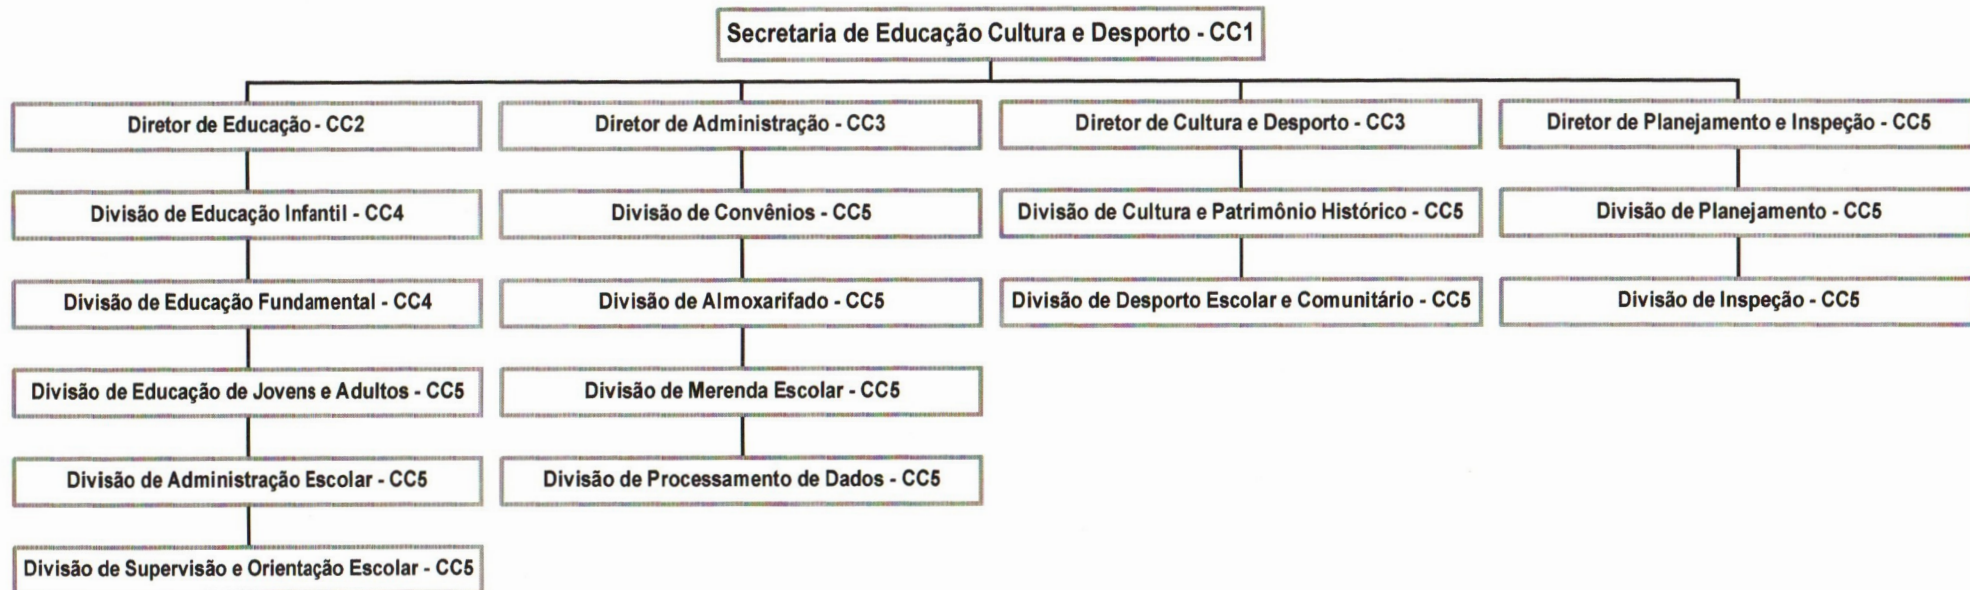 Secretaria de Educação Cultura e Desporto - CC1
Diretor de Educação - CC2
Diretor de Administração - CC3
Diretor de Cultura e Desporto - CC3
Diretor de Planejamento e Inspeção - CC5
Divisão de Educação Infantil - CC4
Divisão de Convênios - CC5
Divisão de Cultura e Patrimônio Histórico - CC5
Divisão de Planejamento - CC5
Divisão de Educação Fundamental - CC4
Divisão de Almoxarifado - CC5
Divisão de Desporto Escolar e Comunitário - CC5
Divisão de Inspeção - CC5
Divisão de Educação de Jovens e Adultos - CC5
Divisão de Merenda Escolar - CC5
Divisão de Administração Escolar - CC5
Divisão de Processamento de Dados - CC5
Divisão de Supervisão e Orientação Escolar - CC5